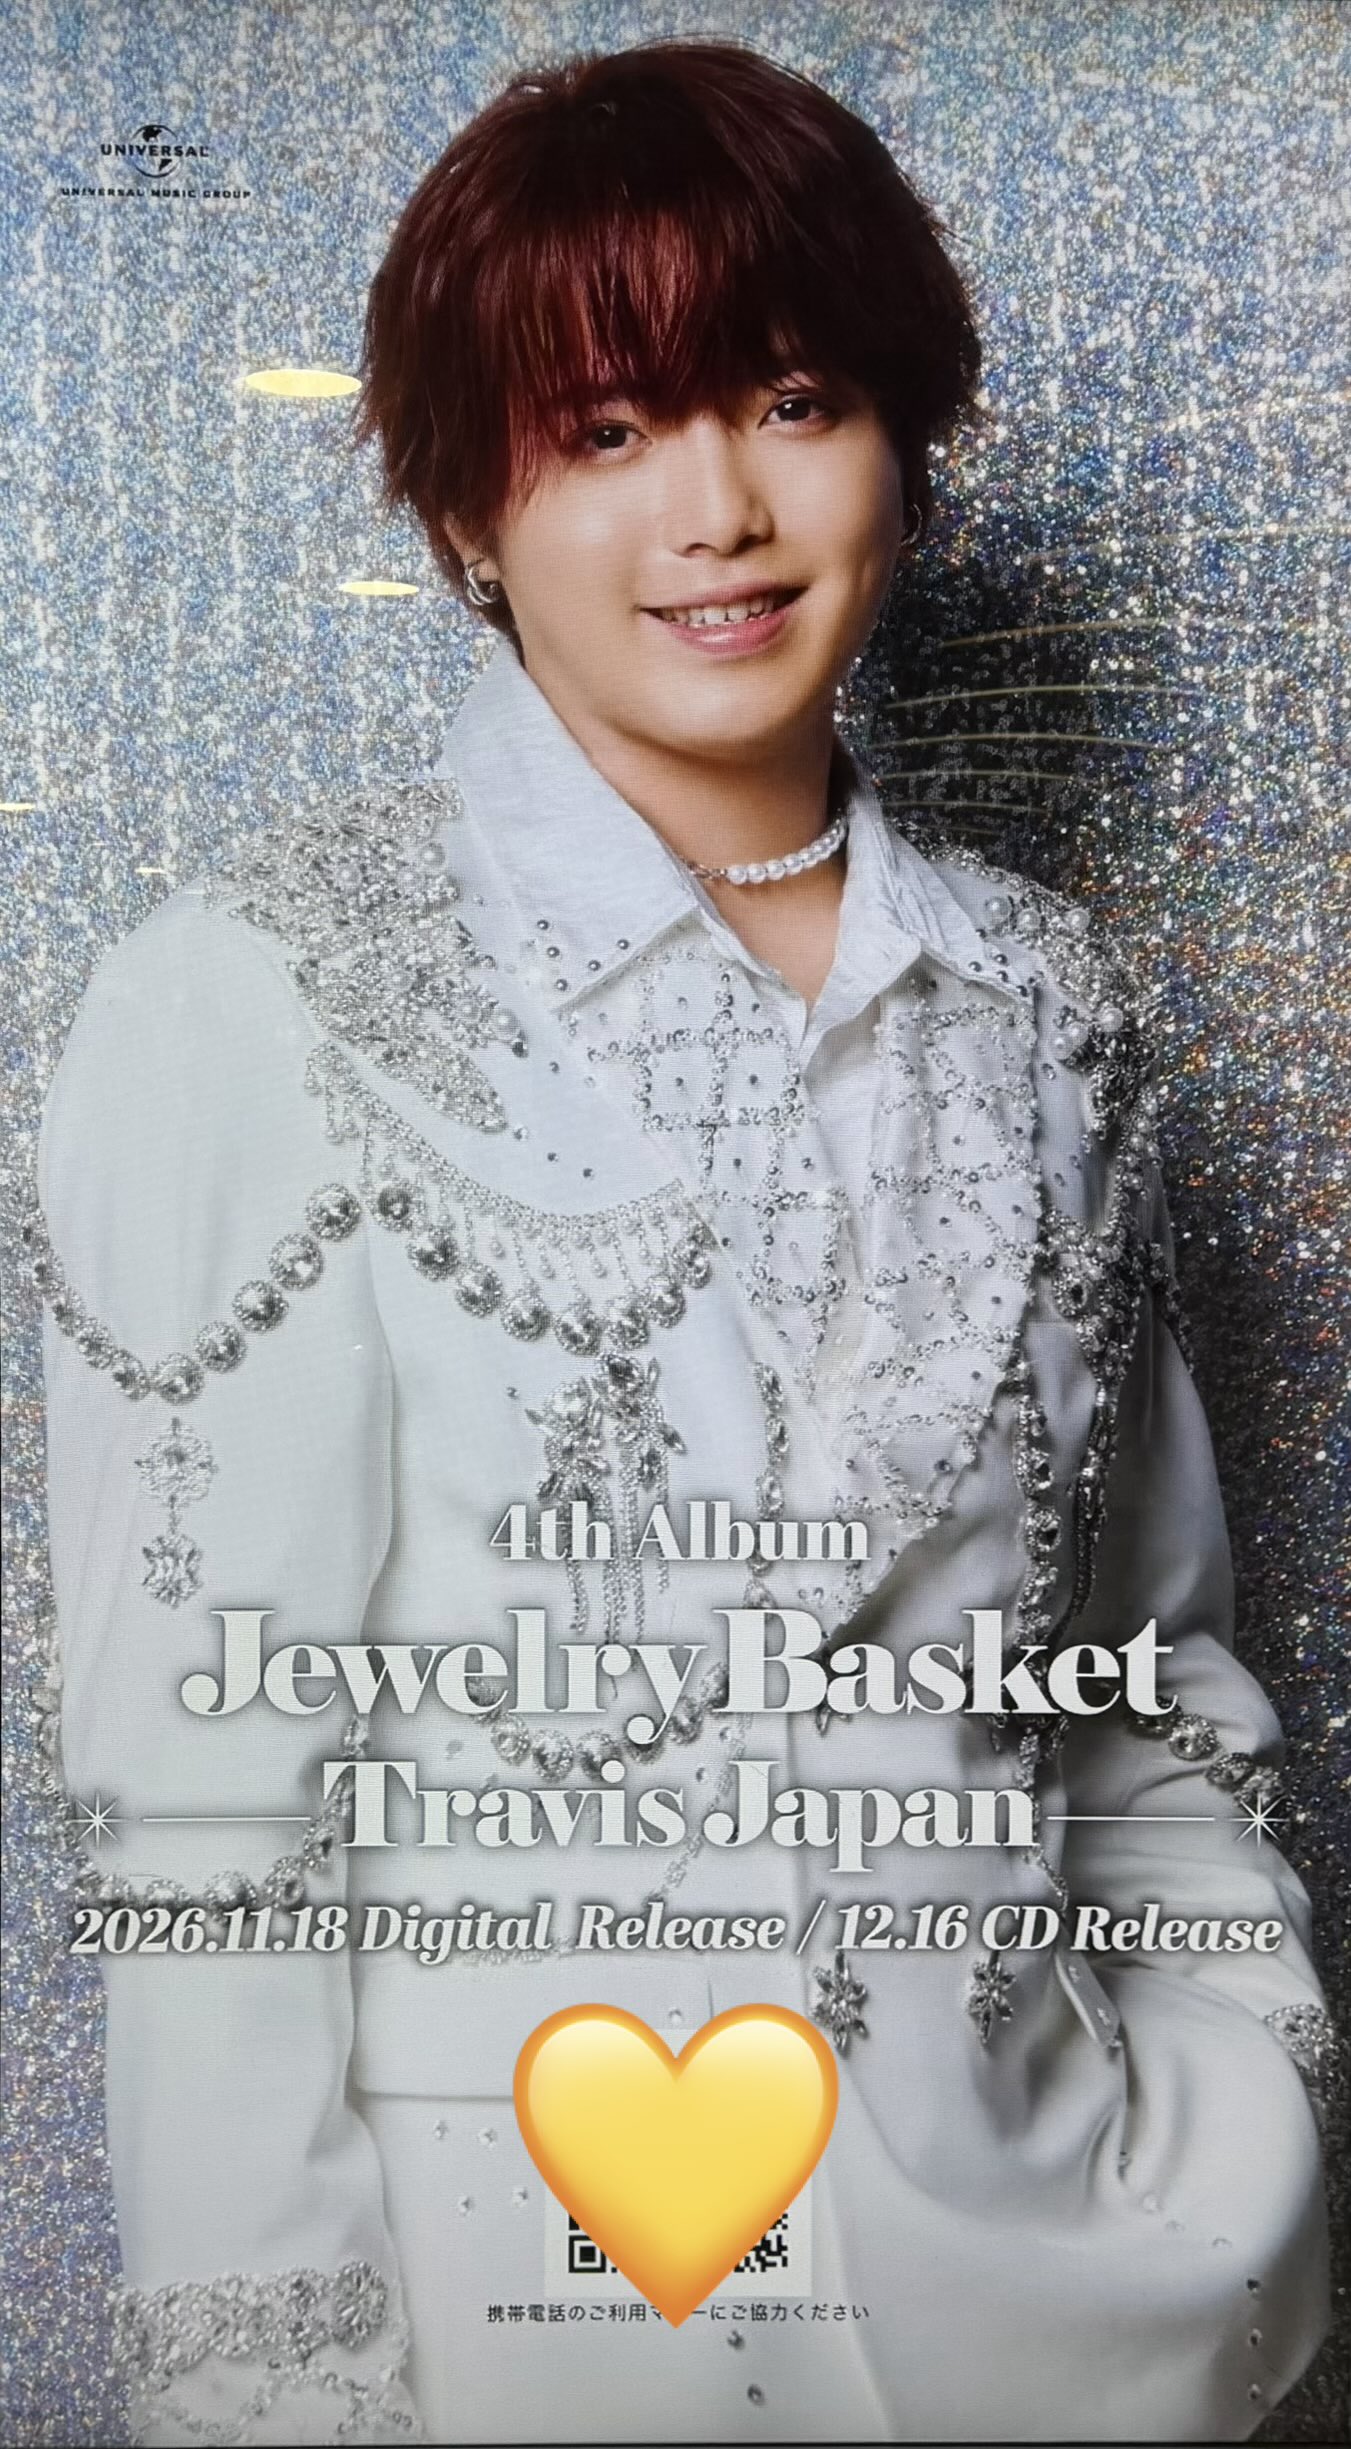 UNIVERSAL
UNIVERSAL MUSIC GROUP
4th Album
Jewelry Basket
Travis Japan
2026.11.18 Digital Release / 12.16 CD Release
携帯電話のご利用マ ーにご協力ください